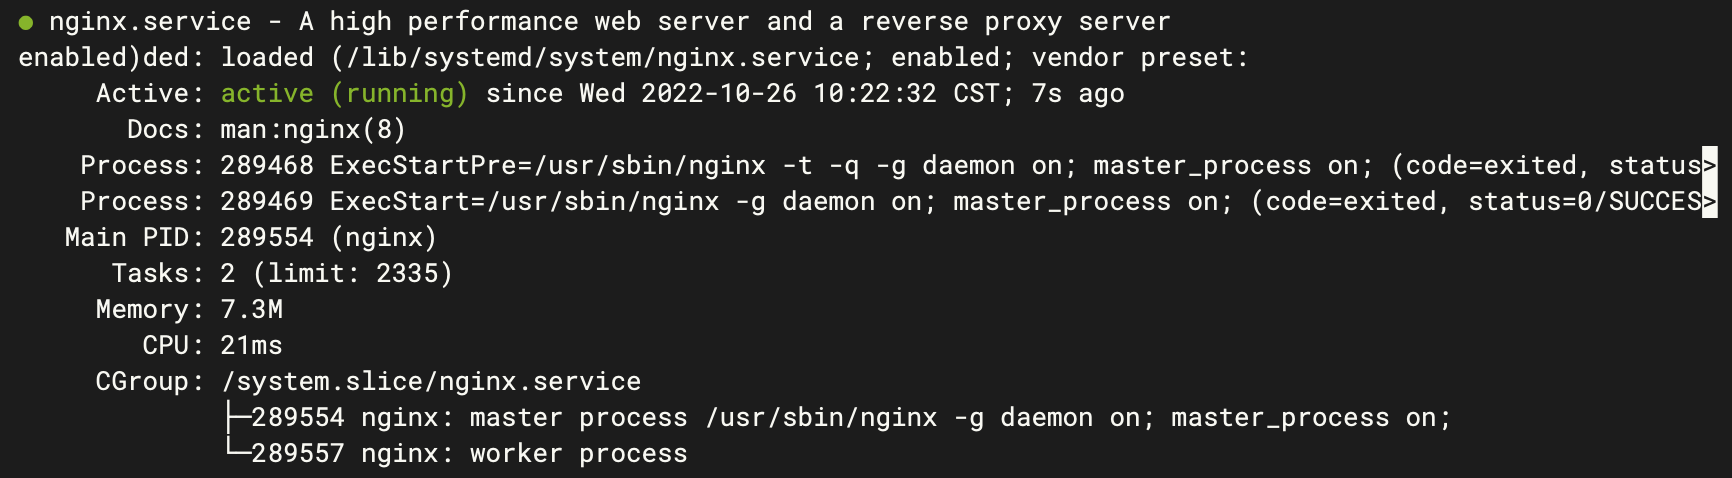 ● nginx.service - A high performance web server and a reverse proxy server
enabled)ded: loaded (/lib/systemd/system/nginx.service; enabled; vendor preset:
Active: active (running) since Wed 2022-10-26 10:22:32 CST; 7s ago
Docs: man:nginx(8)
Process: 289468 ExecStartPre=/usr/sbin/nginx -t -q -g daemon on; master_process on; (code=exited, status>
Process: 289469 ExecStart=/usr/sbin/nginx -g daemon on; master_process on; (code=exited, status=0/SUCCES>
Main PID: 289554 (nginx)
Tasks: 2 (limit: 2335)
Memory: 7.3M
CPU: 21ms
CGroup: /system.slice/nginx.service
├─289554 nginx: master process /usr/sbin/nginx -g daemon on; master_process on;
└─289557 nginx: worker process